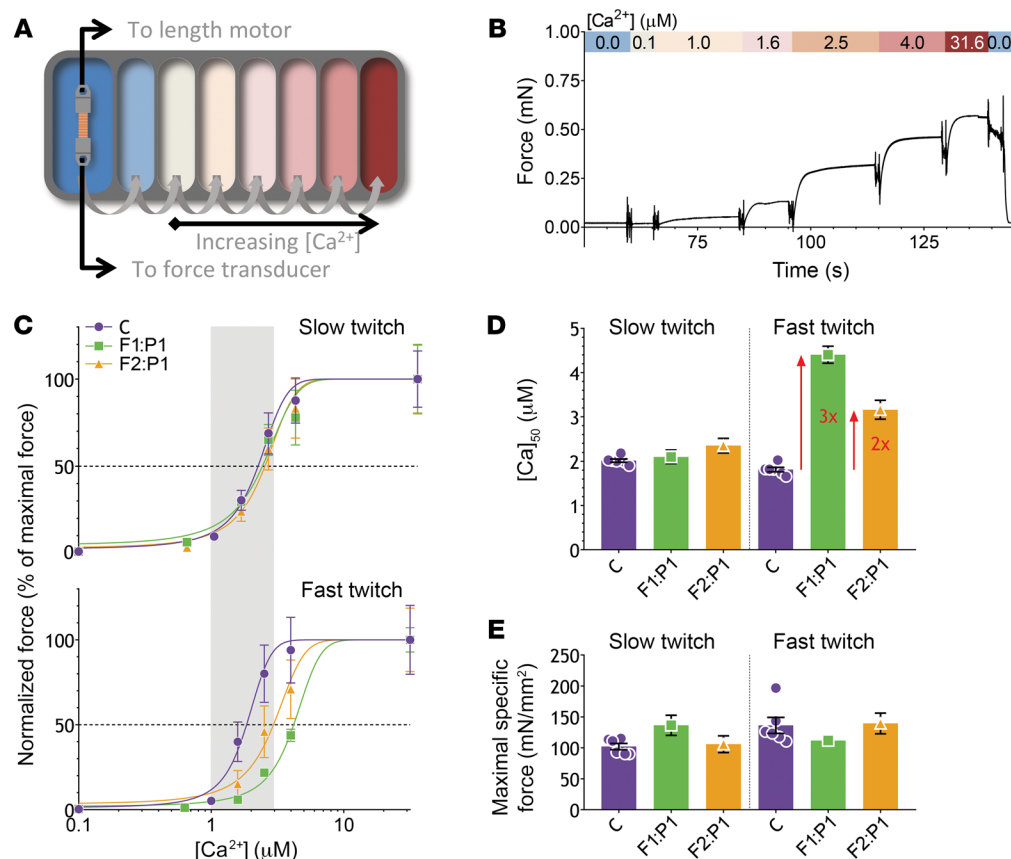 A
To length motor
Increasing [Ca²⁺]
To force transducer
B
[Ca²⁺] (μM)
0.0 0.1 1.0 1.6 2.5 4.0 31.6 0.0
1.00
0.75
0.50
0.25
0.00
Force (mN)
75 100 125
Time (s)
C
C
F1:P1
F2:P1
Slow twitch
100
50
0
Fast twitch
100
50
0
Normalized force (% of maximal force)
0.1 1 10
[Ca²⁺] (μM)
D
Slow twitch Fast twitch
5
4
3
2
1
0
[Ca]₅₀ (μM)
3x
2x
C F1:P1 F2:P1 C F1:P1 F2:P1
E
Slow twitch Fast twitch
250
200
150
100
50
0
Maximal specific
force (mN/mm²)
C F1:P1 F2:P1 C F1:P1 F2:P1